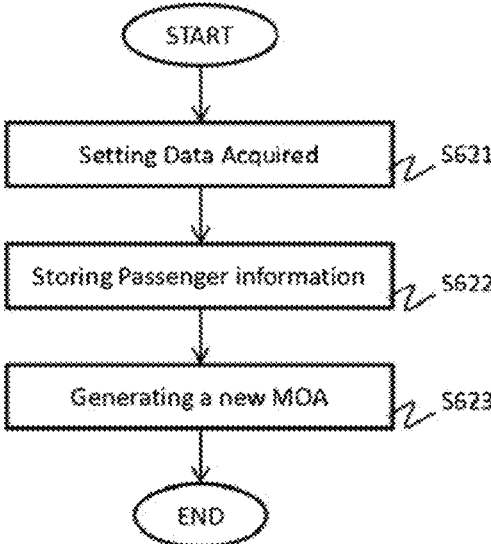 START
Setting Data Acquired
S621
Storing Passenger information
S622
Generating a new MOA
S623
END